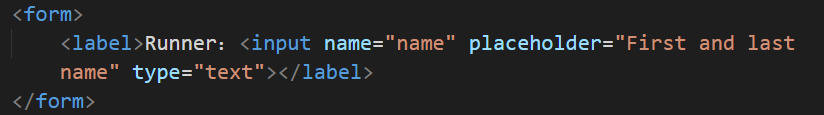 <form>
<label>Runner: <input name="name" placeholder="First and last
name" type="text"></label>
</form>